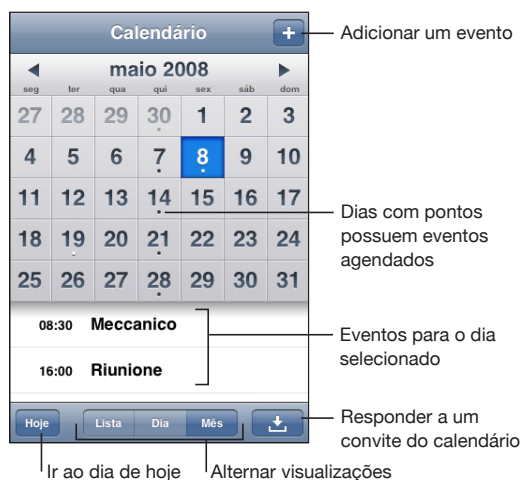 Calendário
+
Adicionar um evento
maio 2008
seg ter qua qui sex sáb dom
27 28 29 30 1 2 3
4 5 6 7 8 9 10
11 12 13 14 15 16 17
Dias com pontos
possuem eventos
agendados
18 19 20 21 22 23 24
25 26 27 28 29 30 31
08:30 Meccanico
16:00 Riunione
Eventos para o dia
selecionado
Hoje Lista Dia Mês
Responder a um
convite do calendário
Ir ao dia de hoje
Alternar visualizações